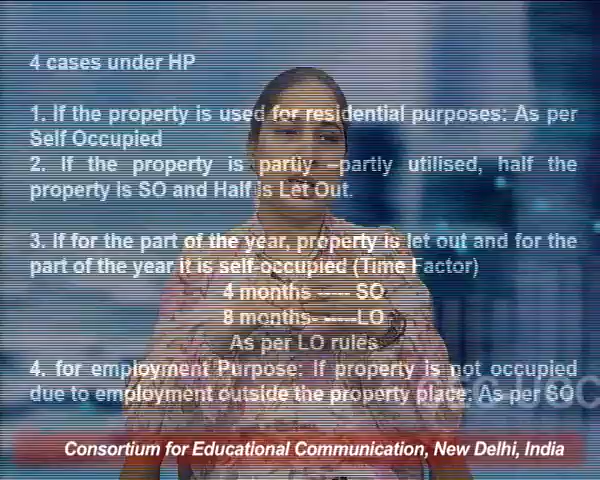 4 cases under HP
1. If the property is used for residential purposes: As per
Self Occupied
2. If the property is partly –partly utilised, half the
property is SO and Half is Let Out.
3. If for the part of the year, property is let out and for the
part of the year it is self-occupied (Time Factor)
4 months ----- SO
8 months- -----LO
As per LO rules
4. for employment Purpose: If property is not occupied
due to employment outside the property place: As per SO
Consortium for Educational Communication, New Delhi, India